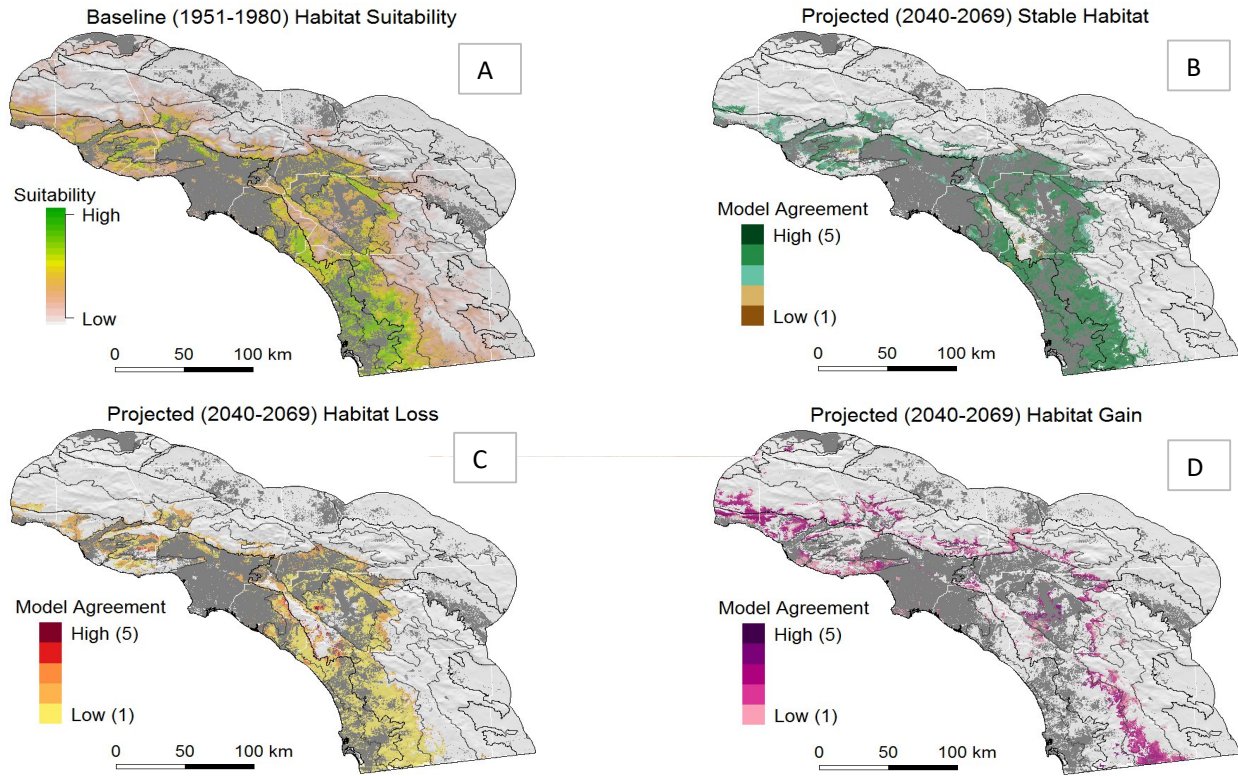 Baseline (1951-1980) Habitat Suitability
A
Suitability
High
Low
0 50 100 km
Projected (2040-2069) Stable Habitat
B
Model Agreement
High (5)
Low (1)
0 50 100 km
Projected (2040-2069) Habitat Loss
C
Model Agreement
High (5)
Low (1)
0 50 100 km
Projected (2040-2069) Habitat Gain
D
Model Agreement
High (5)
Low (1)
0 50 100 km